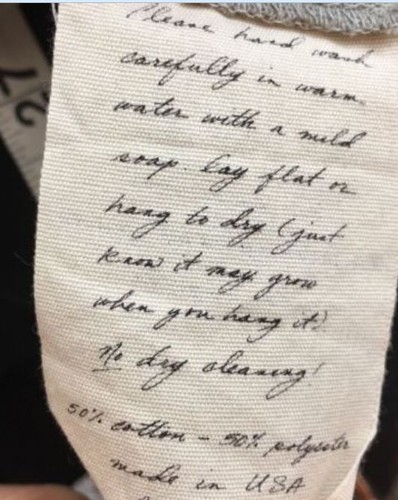 Please hand wash
carefully in warm
water with a mild
soap. Lay flat or
hang to dry (just
know it may grow
when you hang it!)
No dry cleaning!
50% cotton – 50% polyester
made in USA